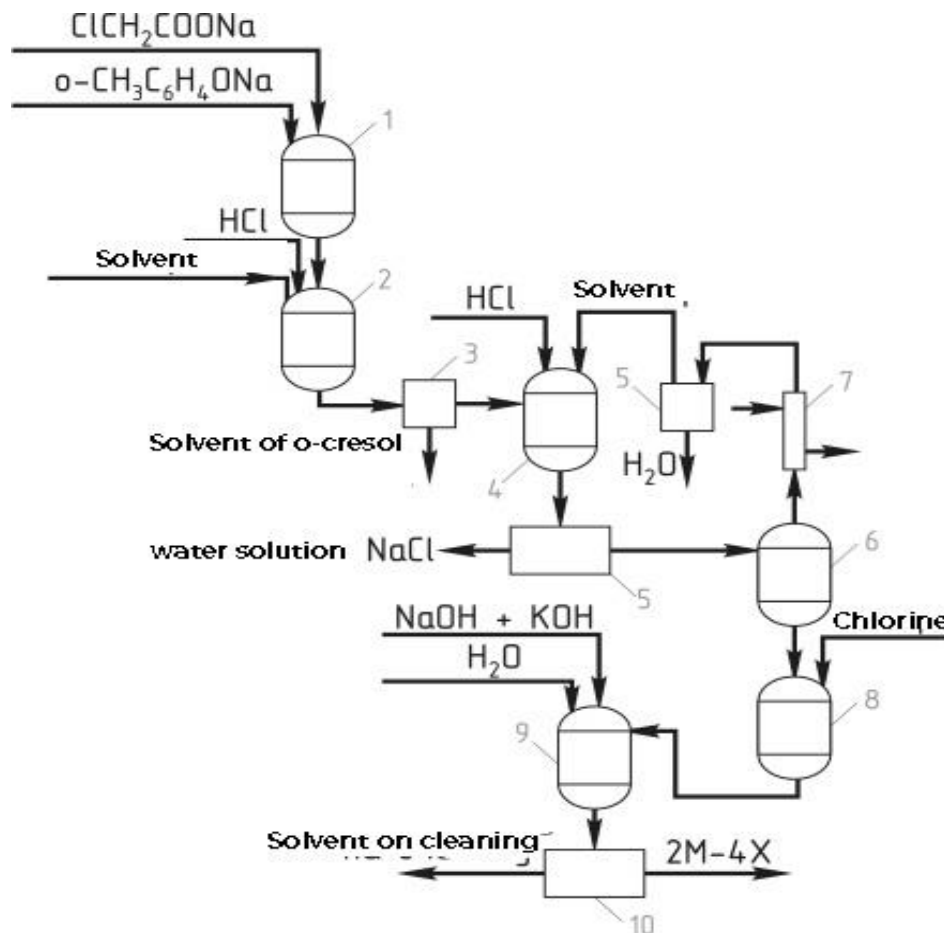 ClCH₂COONa
o-CH₃C₆H₄ONa
1
HCl
Solvent
2
HCl
Solvent
3
5
7
Solvent of o-cresol
H₂O
4
water solution NaCl
6
5
NaOH + KOH
Chlorine
H₂O
8
9
Solvent on cleaning
2M-4X
10